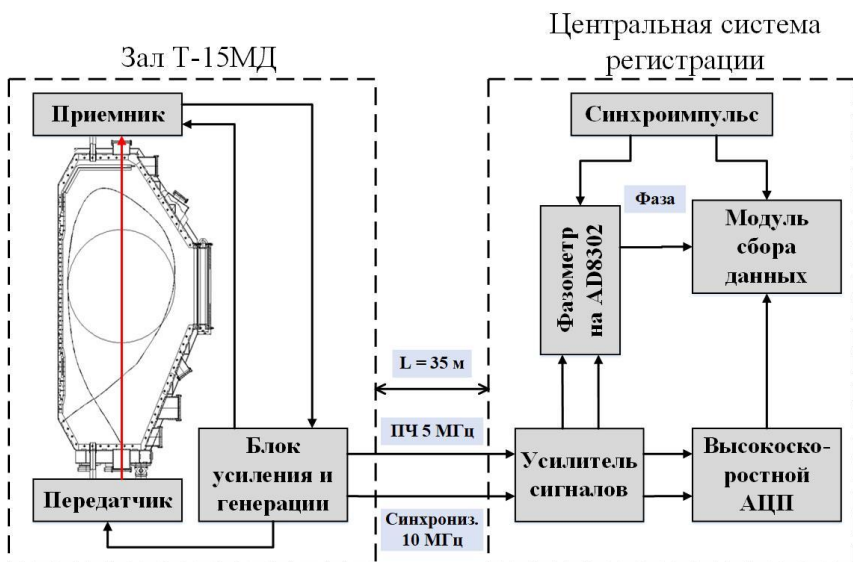 Зал Т-15МД
Центральная система
регистрации
Приемник
Синхроимпульс
Фаза
Модуль
сбора
данных
Фазометр
на AD8302
L = 35 м
ПЧ 5 МГц
Блок
усиления и
генерации
Усилитель
сигналов
Высокоско-
ростной
АЦП
Передатчик
Синхрониз.
10 МГц